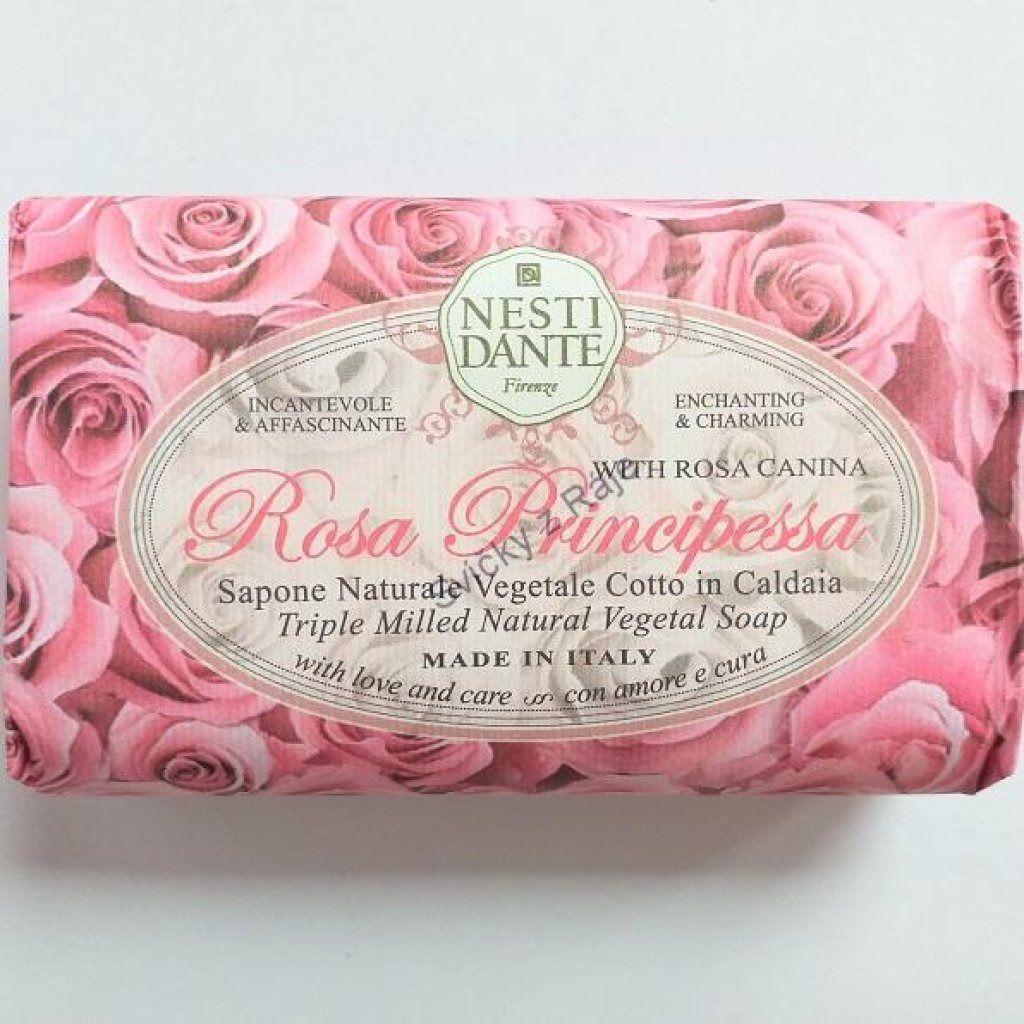 NESTI
DANTE
Firenze
INCANTEVOLE
& AFFASCINANTE
ENCHANTING
& CHARMING
WITH ROSA CANINA
Rosa Principessa
Sapone Naturale Vegetale Cotto in Caldaia
Triple Milled Natural Vegetal Soap
MADE IN ITALY
with love and care con amore e cura
z Raje